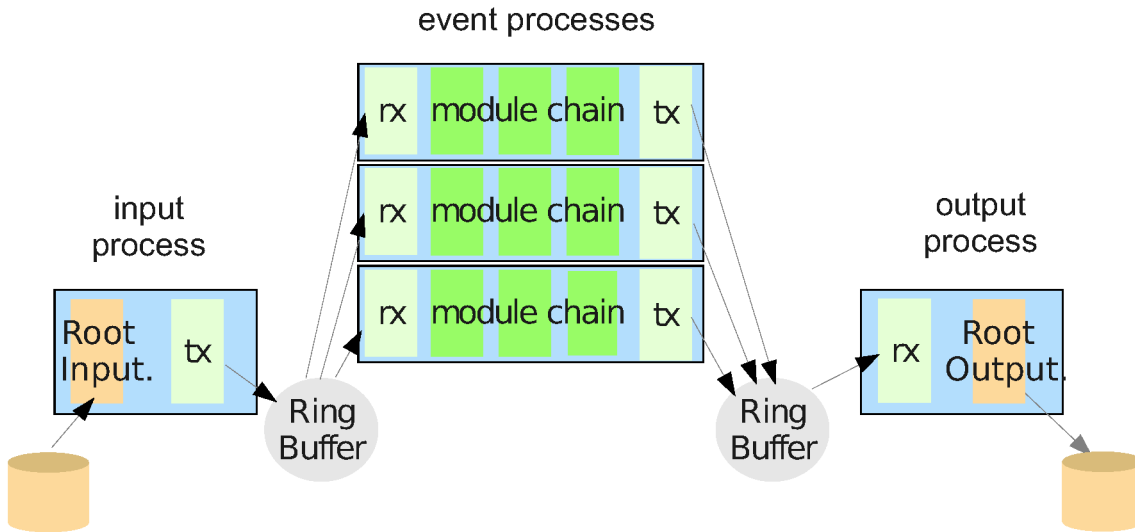 event processes
rx module chain tx
rx module chain tx
rx module chain tx
input
process
Root
Input.
tx
Ring
Buffer
Ring
Buffer
output
process
rx
Root
Output.